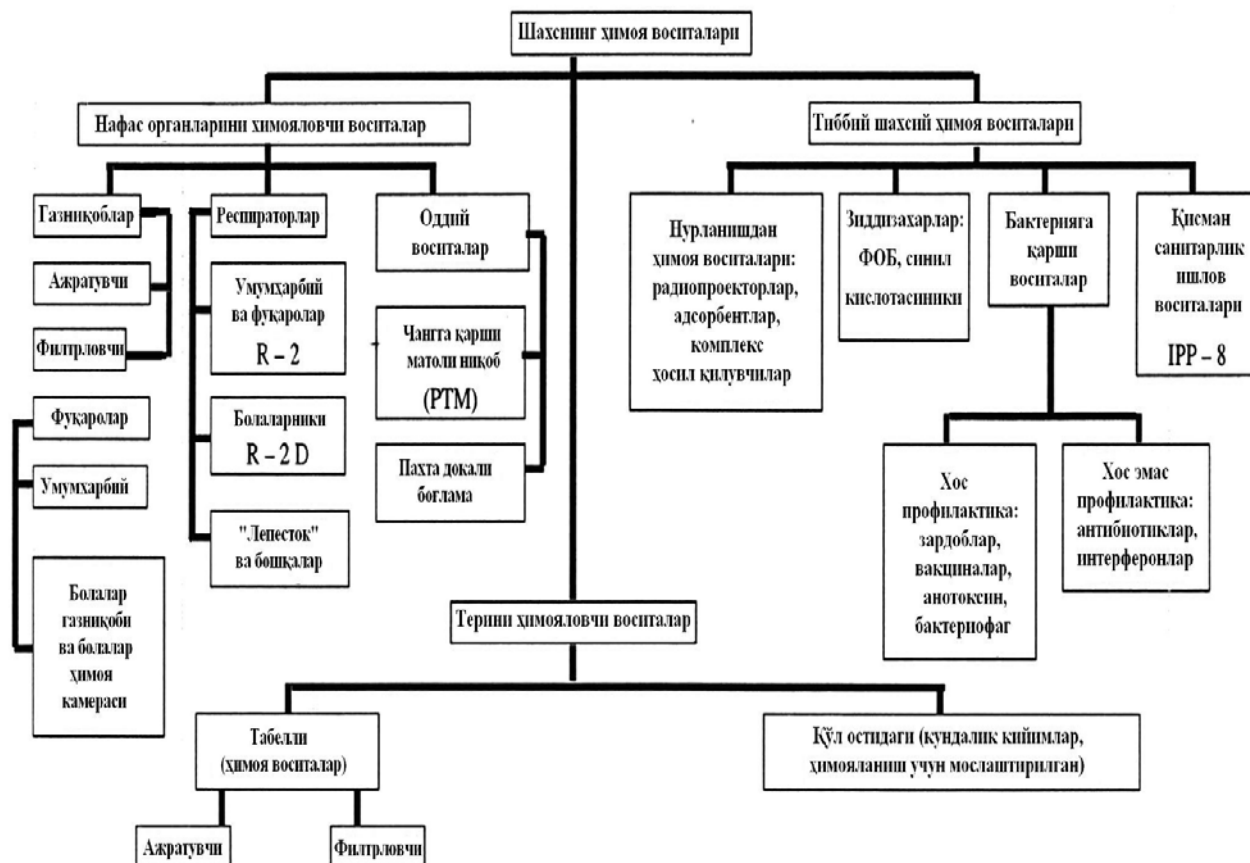 Шахснинг ҳимоя воситалари
Нафас органларини ҳимояловчи воситалар
Тиббий шахсий ҳимоя воситалари
Газниқоблар
Ажратувчи
Филтрловчи
Фуқаролар
Умумҳарбий
Болалар
газниқоби
ва болалар
ҳимоя
камераси
Респираторлар
Умумҳарбий
ва фуқаролар
R – 2
Болаларники
R – 2 D
"Лепесток"
ва бошқалар
Оддий
воситалар
Чангга қарши
матоли ниқоб
(PTM)
Пахта докали
боғлама
Нурланишдан
ҳимоя воситалари:
радиопроекторлар,
адсорбентлар,
комплекс
ҳосил қилувчилар
Зиддизаҳарлар:
ФОБ, синил
кислотасиники
Бактерияга
қарши
воситалар
Қисман
санитарлик
ишлов
воситалари
IPP – 8
Хос
профилактика:
зардоблар,
вакциналар,
анотоксин,
бактериофаг
Хос эмас
профилактика:
антибиотиклар,
интерферонлар
Терини ҳимояловчи воситалар
Табелли
(ҳимоя воситалар)
Ажратувчи
Филтрловчи
Қўл остидаги (кундалик кийимлар,
ҳимояланиш учун мослаштирилган)